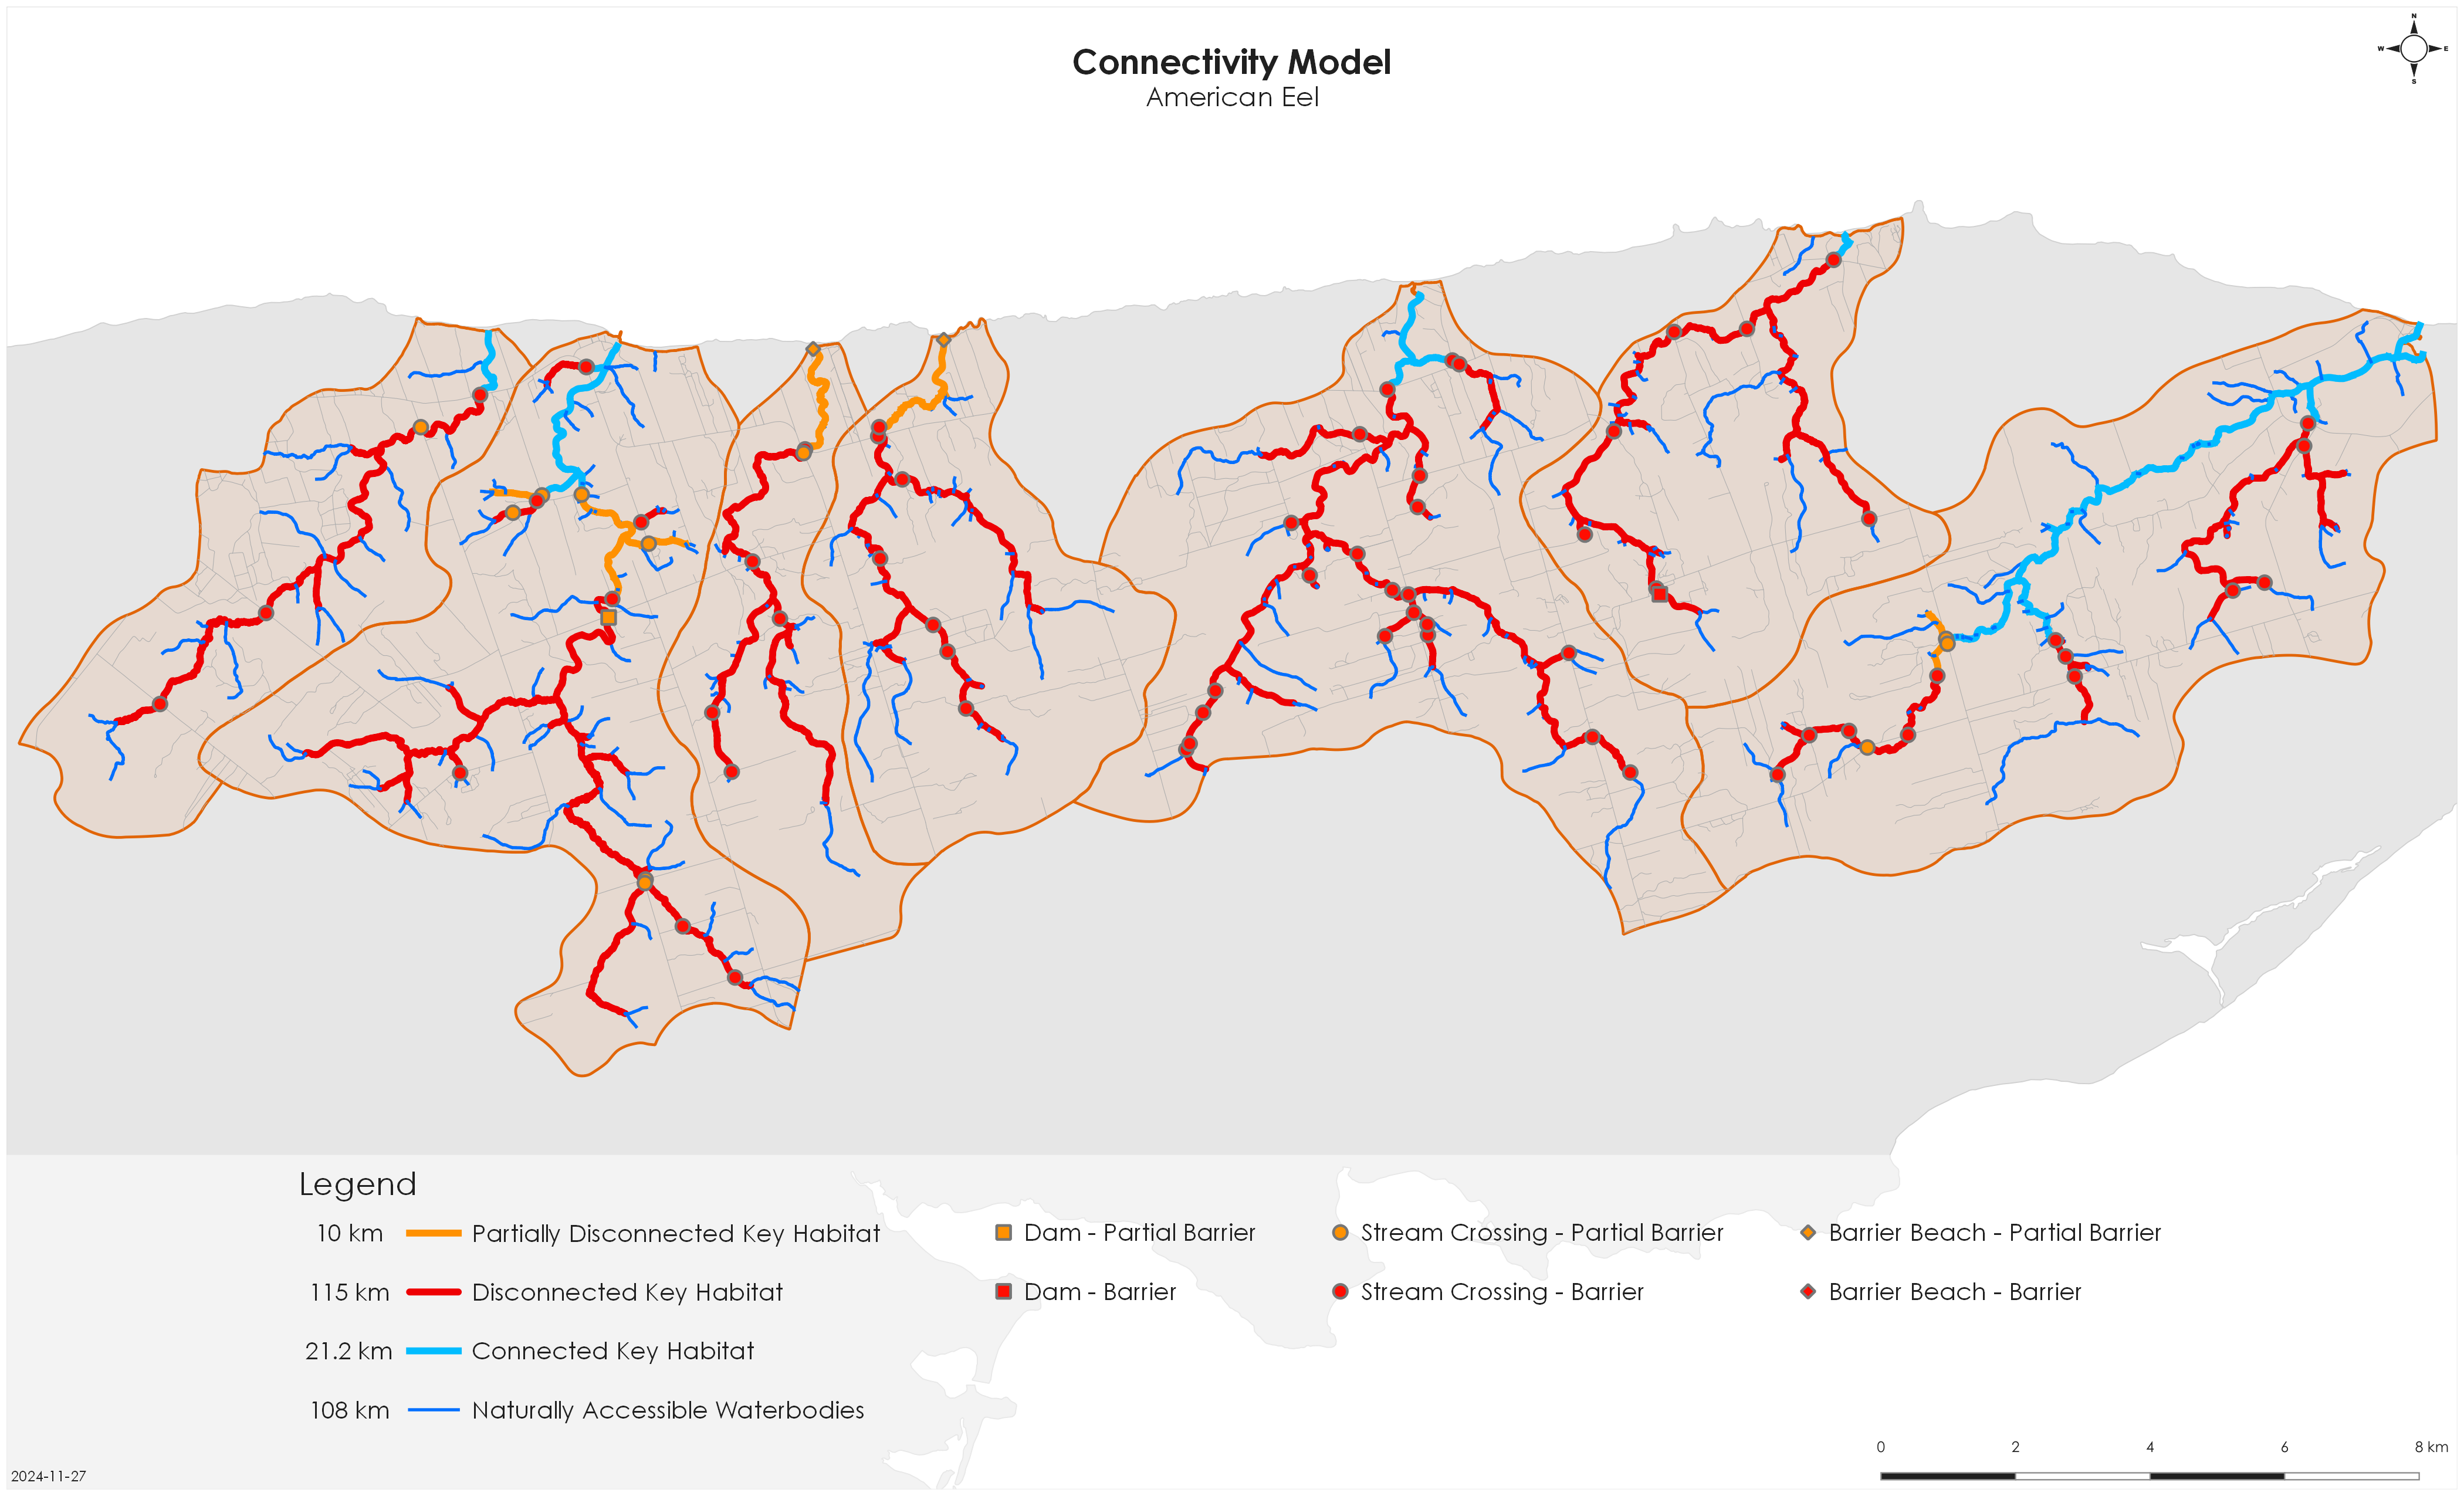 N
W E
S
Connectivity Model
American Eel
Legend
10 km Partially Disconnected Key Habitat
Dam - Partial Barrier
Stream Crossing - Partial Barrier
Barrier Beach - Partial Barrier
115 km Disconnected Key Habitat
Dam - Barrier
Stream Crossing - Barrier
Barrier Beach - Barrier
21.2 km Connected Key Habitat
108 km Naturally Accessible Waterbodies
0 2 4 6 8 km
2024-11-27